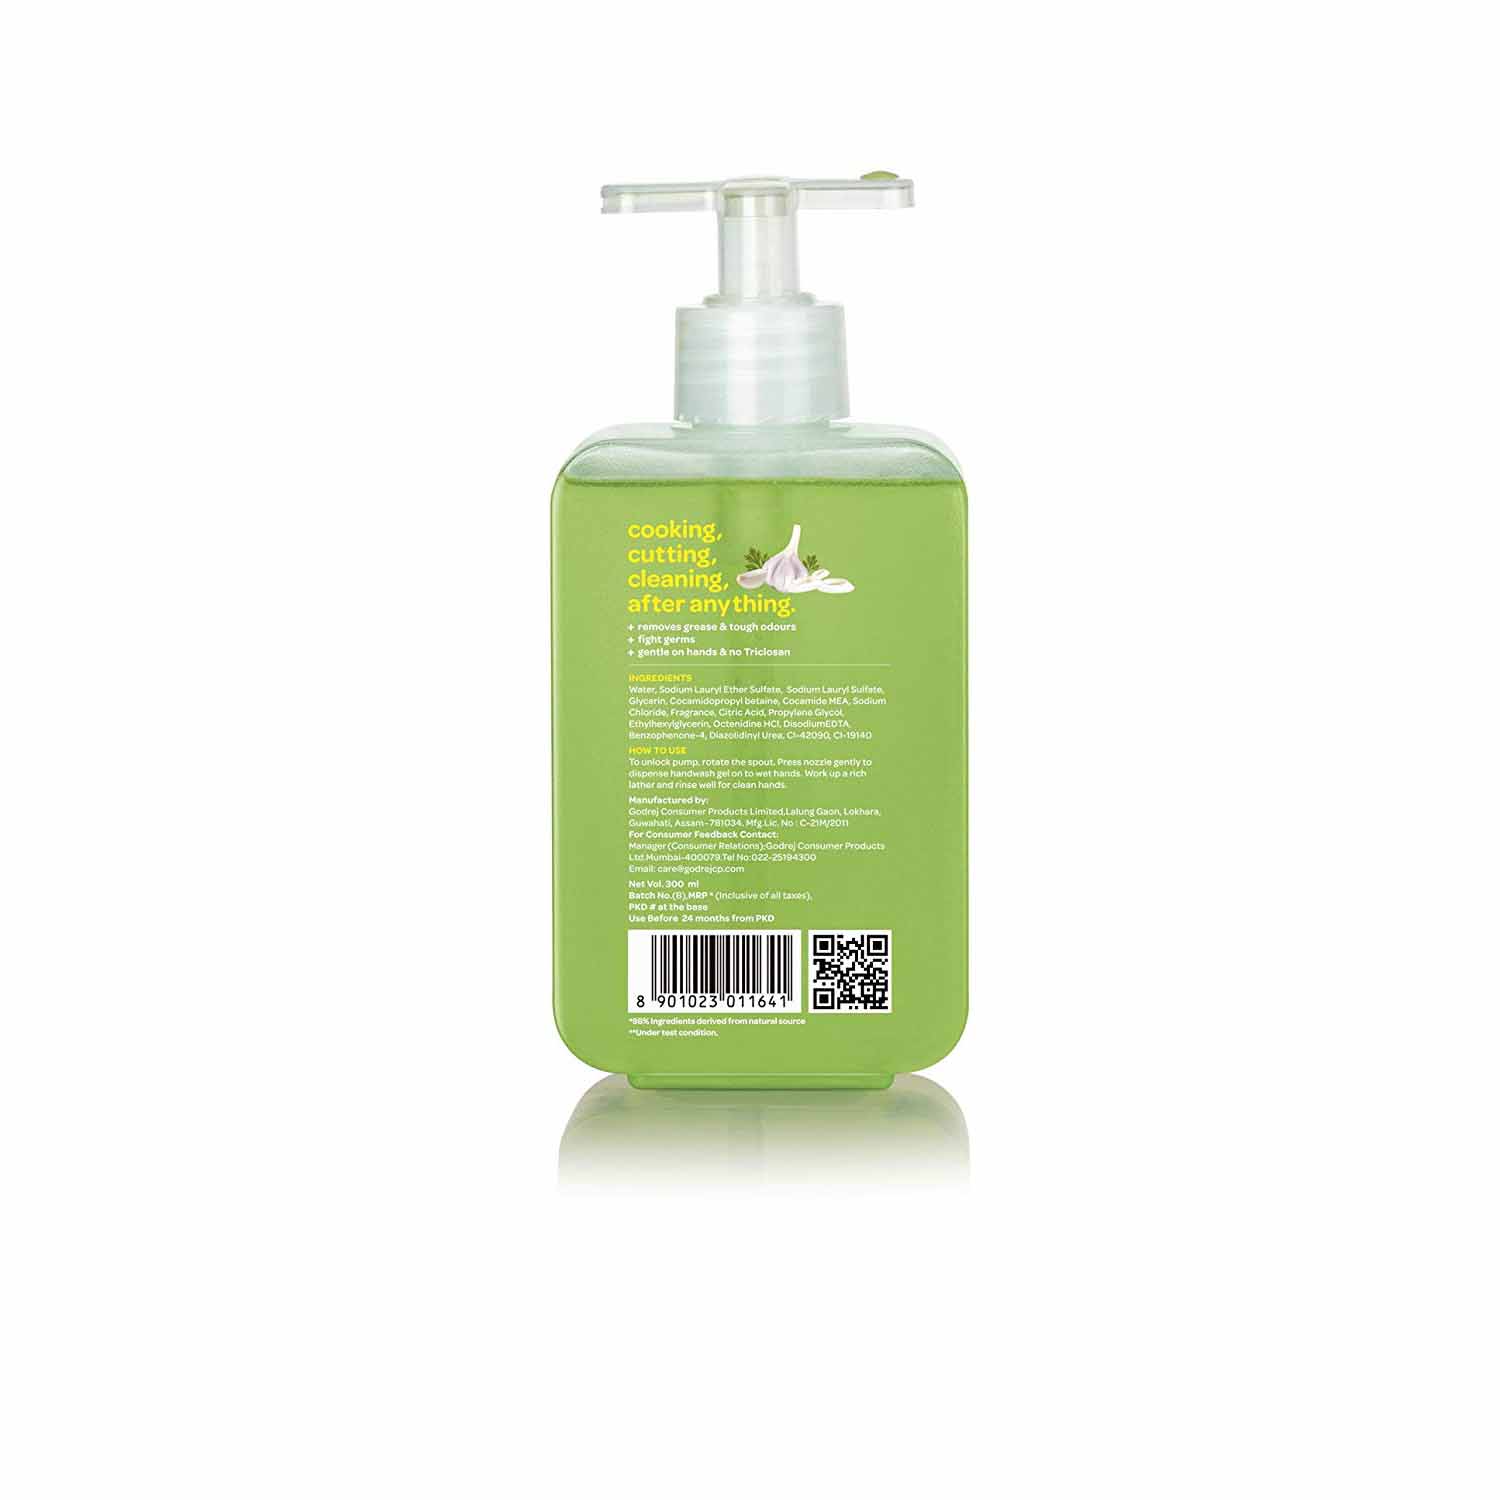 cooking,
cutting,
cleaning,
after anything.
+ removes grease & tough odours
+ fight germs
+ gentle on hands & no Triclosan
INGREDIENTS
Water, Sodium Lauryl Ether Sulfate, Sodium Lauryl Sulfate,
Glycerin, Cocamidopropyl betaine, Cocamide MEA, Sodium
Chloride, Fragrance, Citric Acid, Propylene Glycol,
Ethylhexylglycerin, Octenidine HCl, DisodiumEDTA,
Benzophenone-4, Diazolidinyl Urea, CI-42090, CI-19140
HOW TO USE
To unlock pump, rotate the spout. Press nozzle gently to
dispense handwash gel on to wet hands. Work up a rich
lather and rinse well for clean hands.
Manufactured by:
Godrej Consumer Products Limited,Lalung Gaon, Lokhara,
Guwahati, Assam-781034. Mfg.Lic. No : C-21M/2011
For Consumer Feedback Contact:
Manager(Consumer Relations):Godrej Consumer Products
Ltd.Mumbai-400079.Tel No:022-25194300
Email: care@godrejcp.com
Net Vol. 300 ml
Batch No.(B),MRP * (Inclusive of all taxes),
PKD # at the base
Use Before 24 months from PKD
8 901023 011641
*98% Ingredients derived from natural source
**Under test condition.